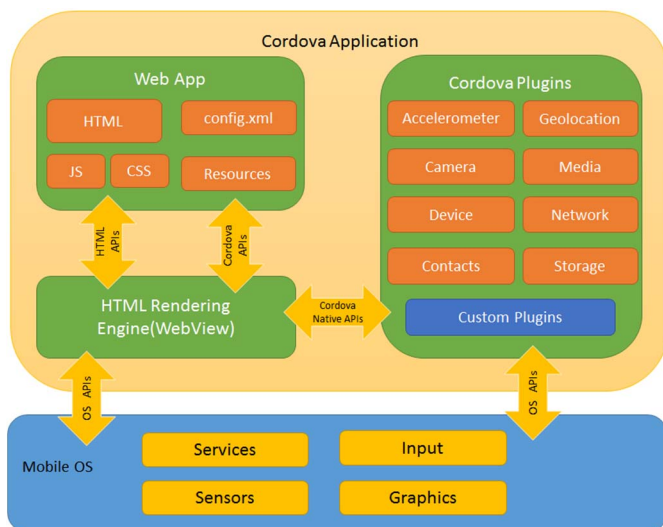 Cordova Application
Web App
HTML
config.xml
JS
CSS
Resources
HTML
APIs
Cordova
APIs
HTML Rendering
Engine(WebView)
Cordova
Native APIs
Cordova Plugins
Accelerometer
Geolocation
Camera
Media
Device
Network
Contacts
Storage
Custom Plugins
OS APIs
OS APIs
Mobile OS
Services
Input
Sensors
Graphics